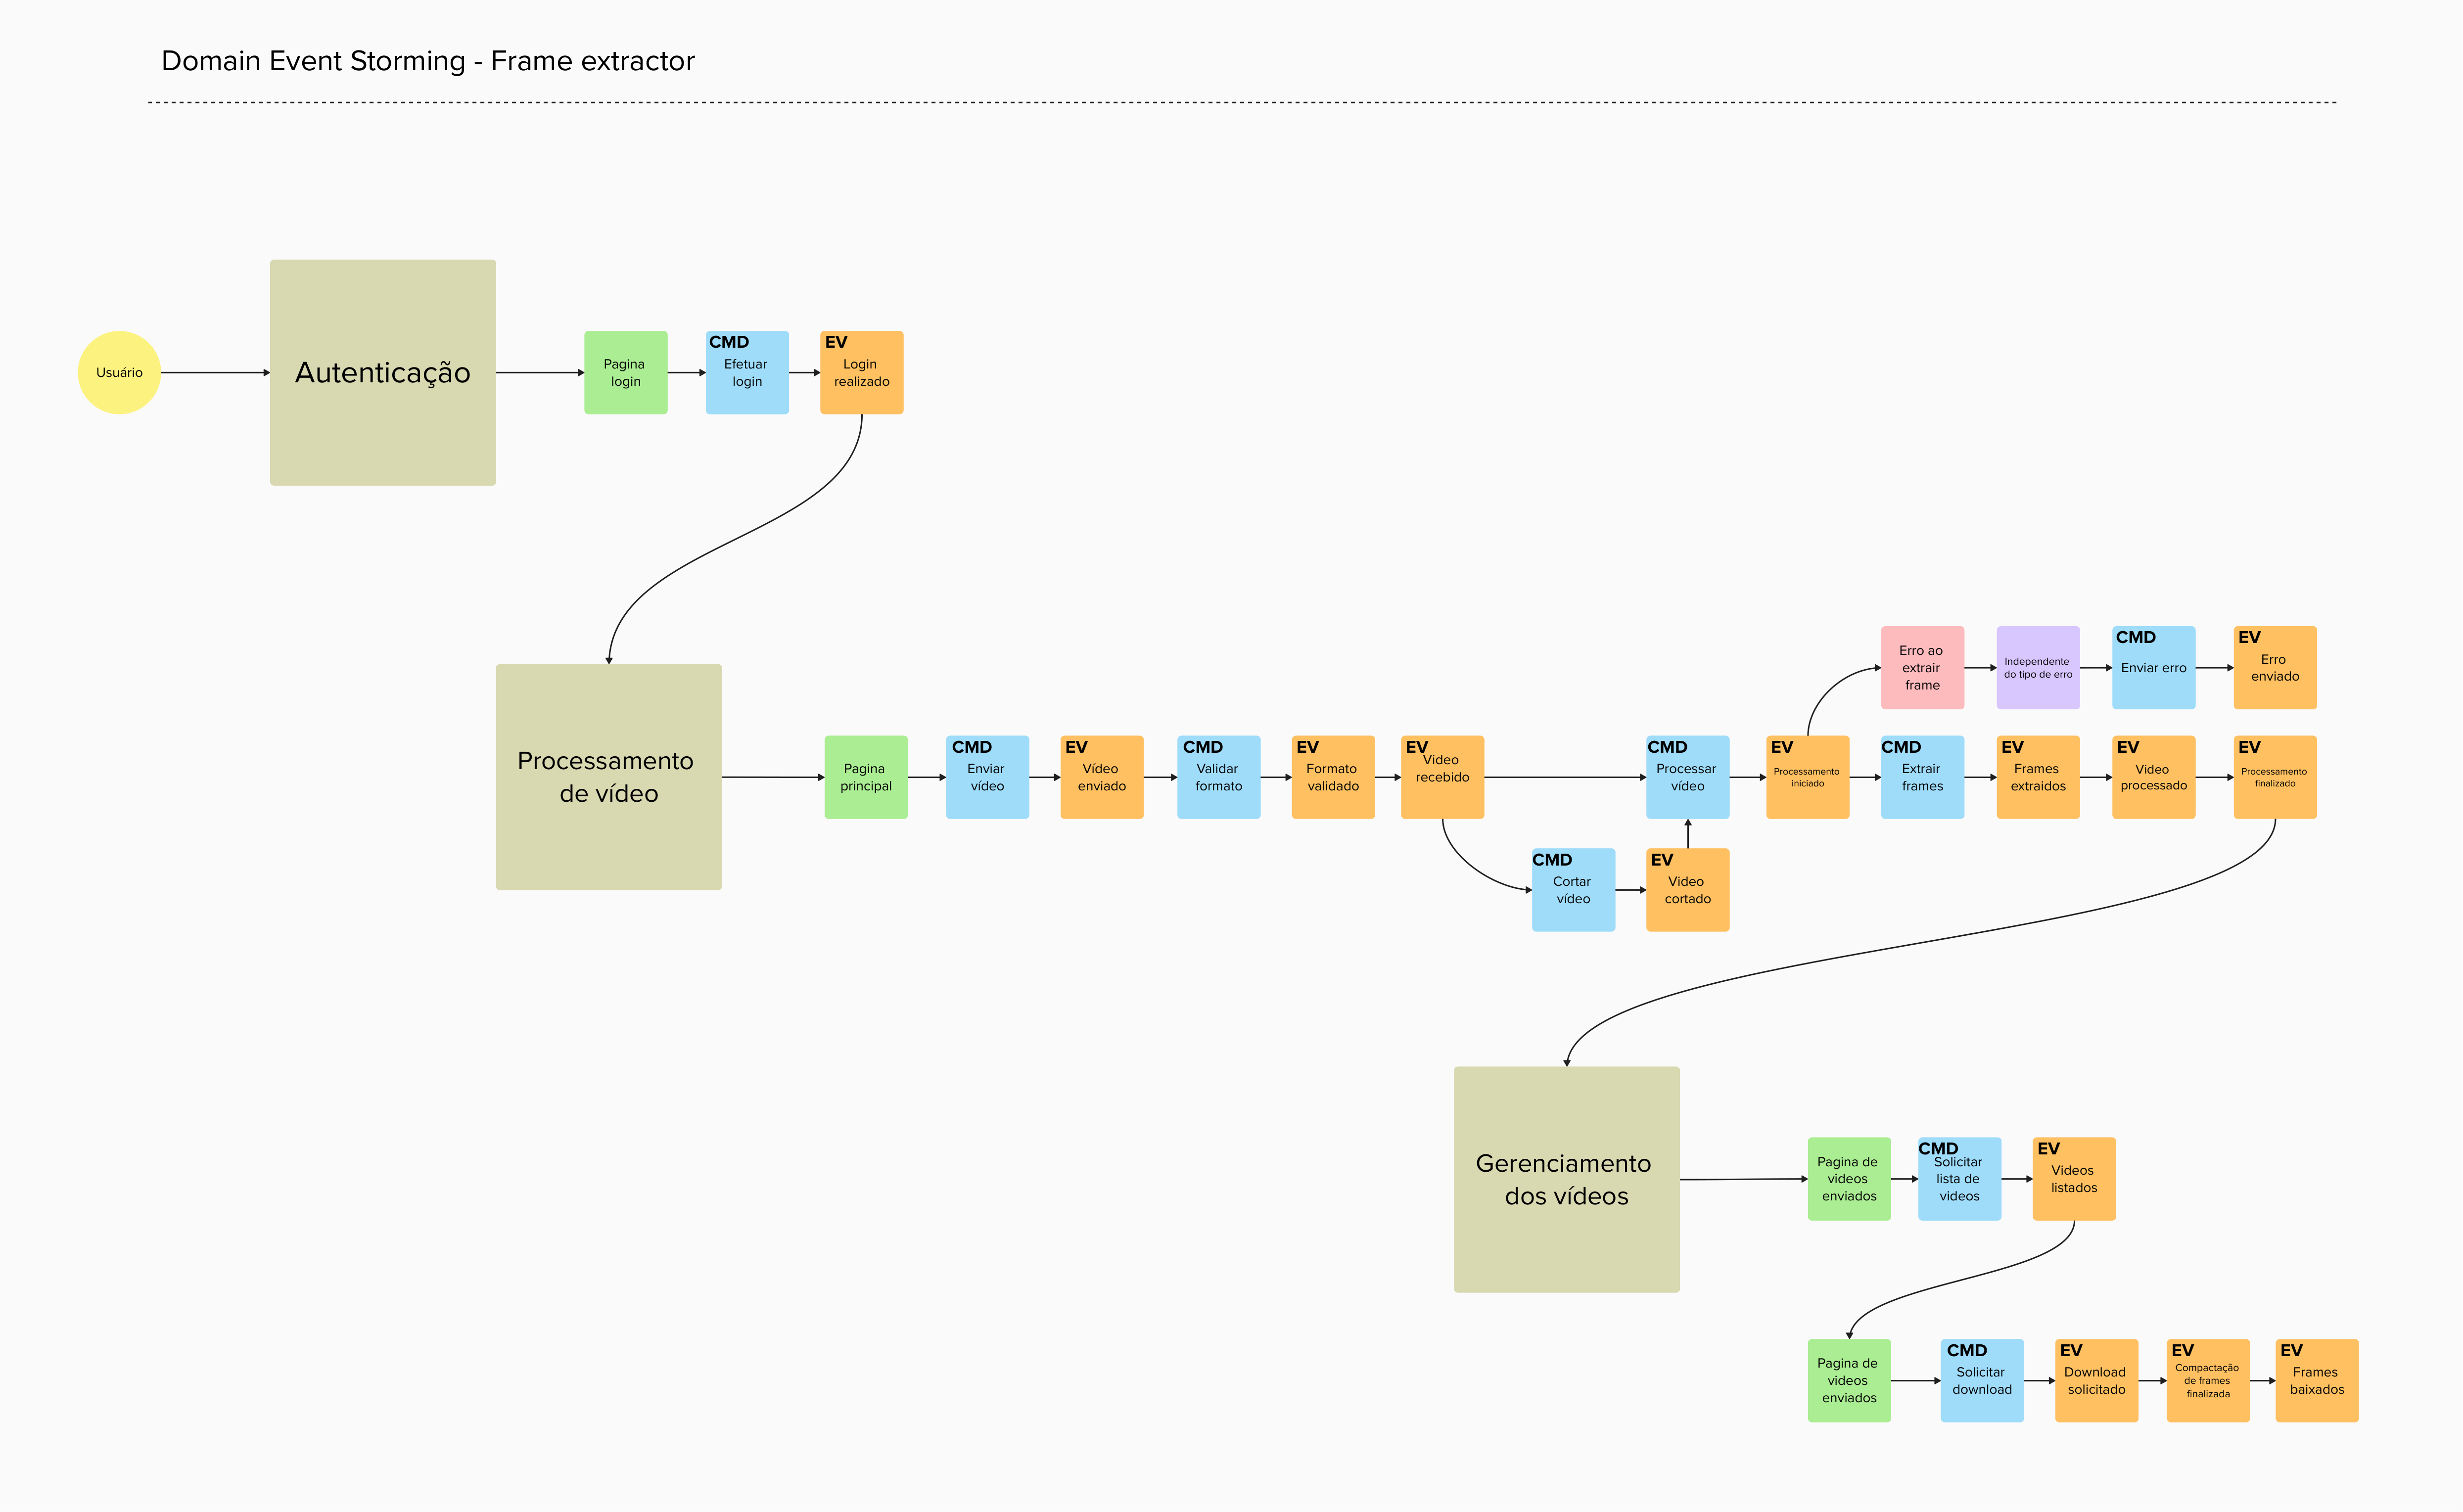 Domain Event Storming - Frame extractor
Usuário
Autenticação
Pagina
login
CMD
Efetuar
login
EV
Login
realizado
Processamento
de vídeo
Pagina
principal
CMD
Enviar
vídeo
EV
Vídeo
enviado
CMD
Validar
formato
EV
Formato
validado
EV
Video
recebido
CMD
Cortar
vídeo
EV
Video
cortado
CMD
Processar
vídeo
EV
Processamento
iniciado
Erro ao
extrair
frame
Independente
do tipo de erro
CMD
Enviar erro
EV
Erro
enviado
CMD
Extrair
frames
EV
Frames
extraidos
EV
Video
processado
EV
Processamento
finalizado
Gerenciamento
dos vídeos
Pagina de
videos
enviados
CMD
Solicitar
lista de
videos
EV
Videos
listados
Pagina de
videos
enviados
CMD
Solicitar
download
EV
Download
solicitado
EV
Compactação
de frames
finalizada
EV
Frames
baixados